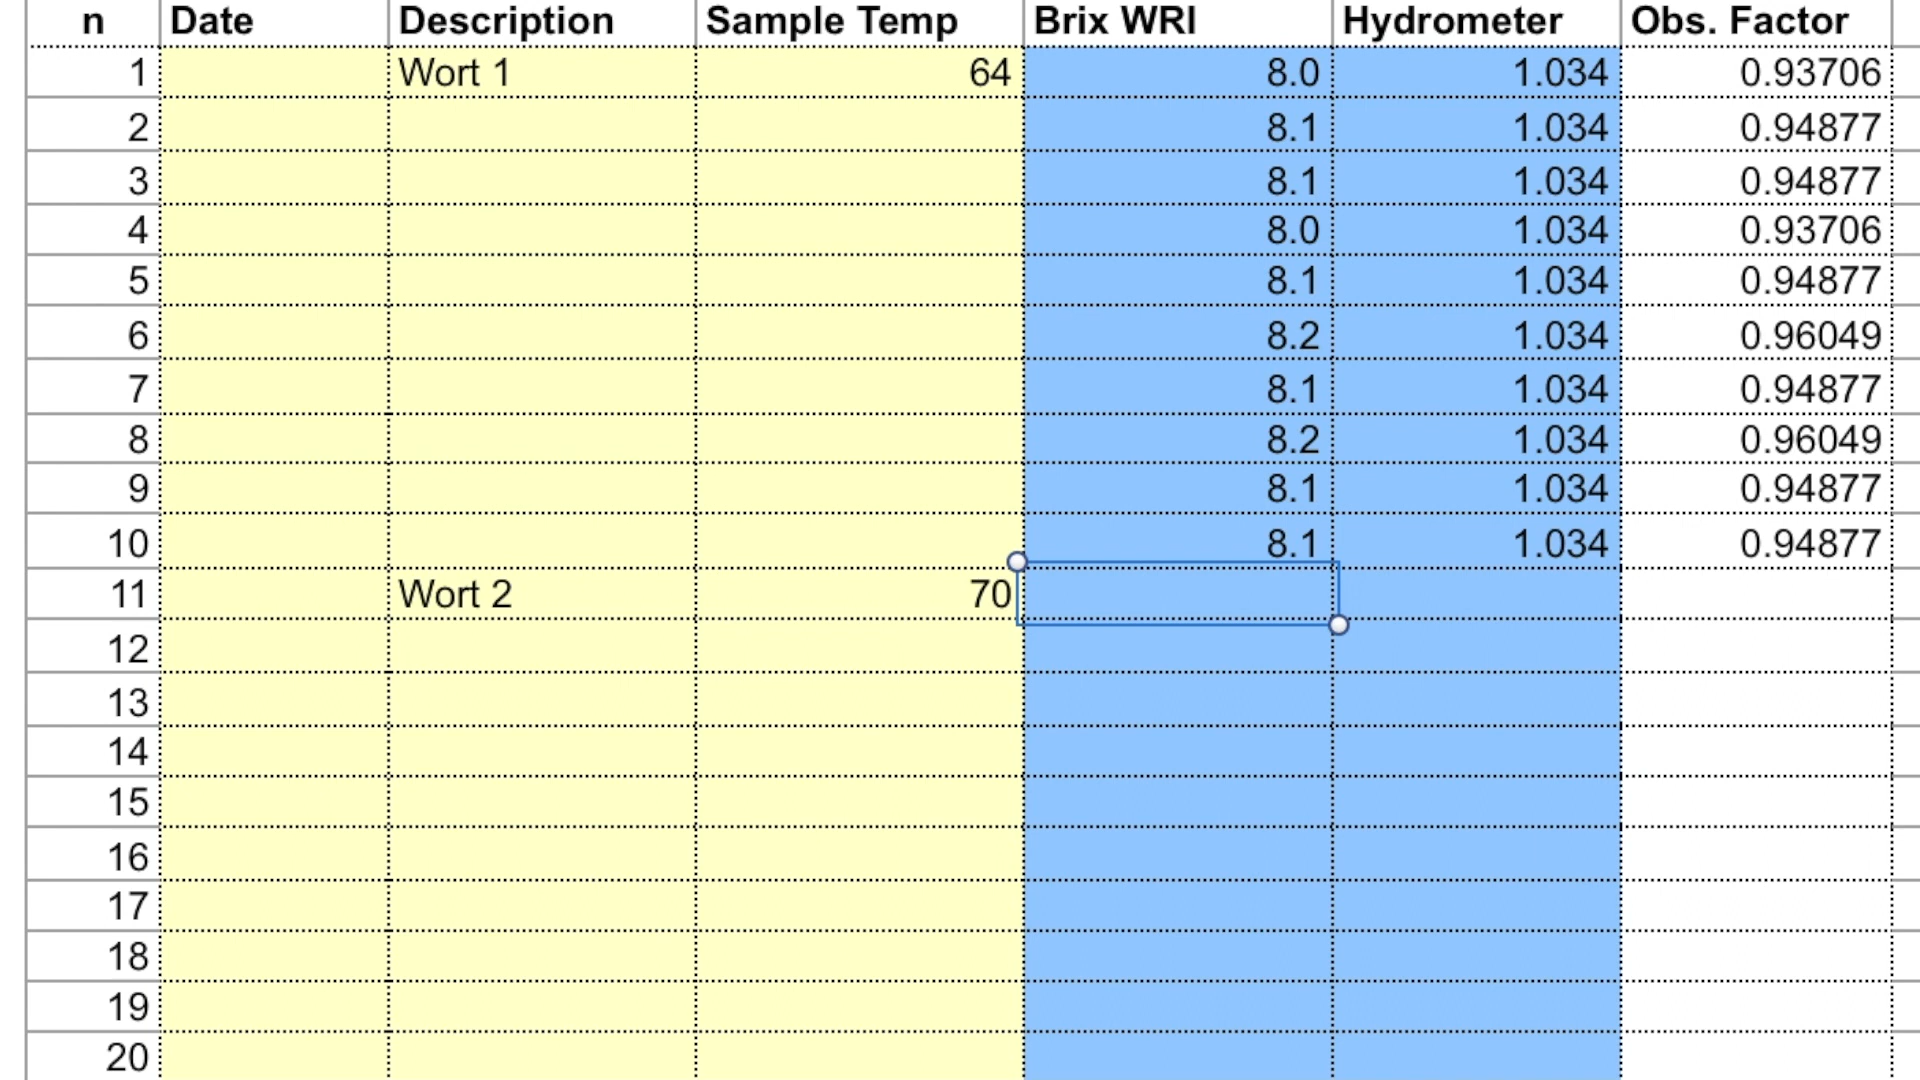 n Date Description Sample Temp Brix WRI Hydrometer Obs. Factor
1 Wort 1 64 8.0 1.034 0.93706
2 8.1 1.034 0.94877
3 8.1 1.034 0.94877
4 8.0 1.034 0.93706
5 8.1 1.034 0.94877
6 8.2 1.034 0.96049
7 8.1 1.034 0.94877
8 8.2 1.034 0.96049
9 8.1 1.034 0.94877
10 8.1 1.034 0.94877
11 Wort 2 70
12
13
14
15
16
17
18
19
20